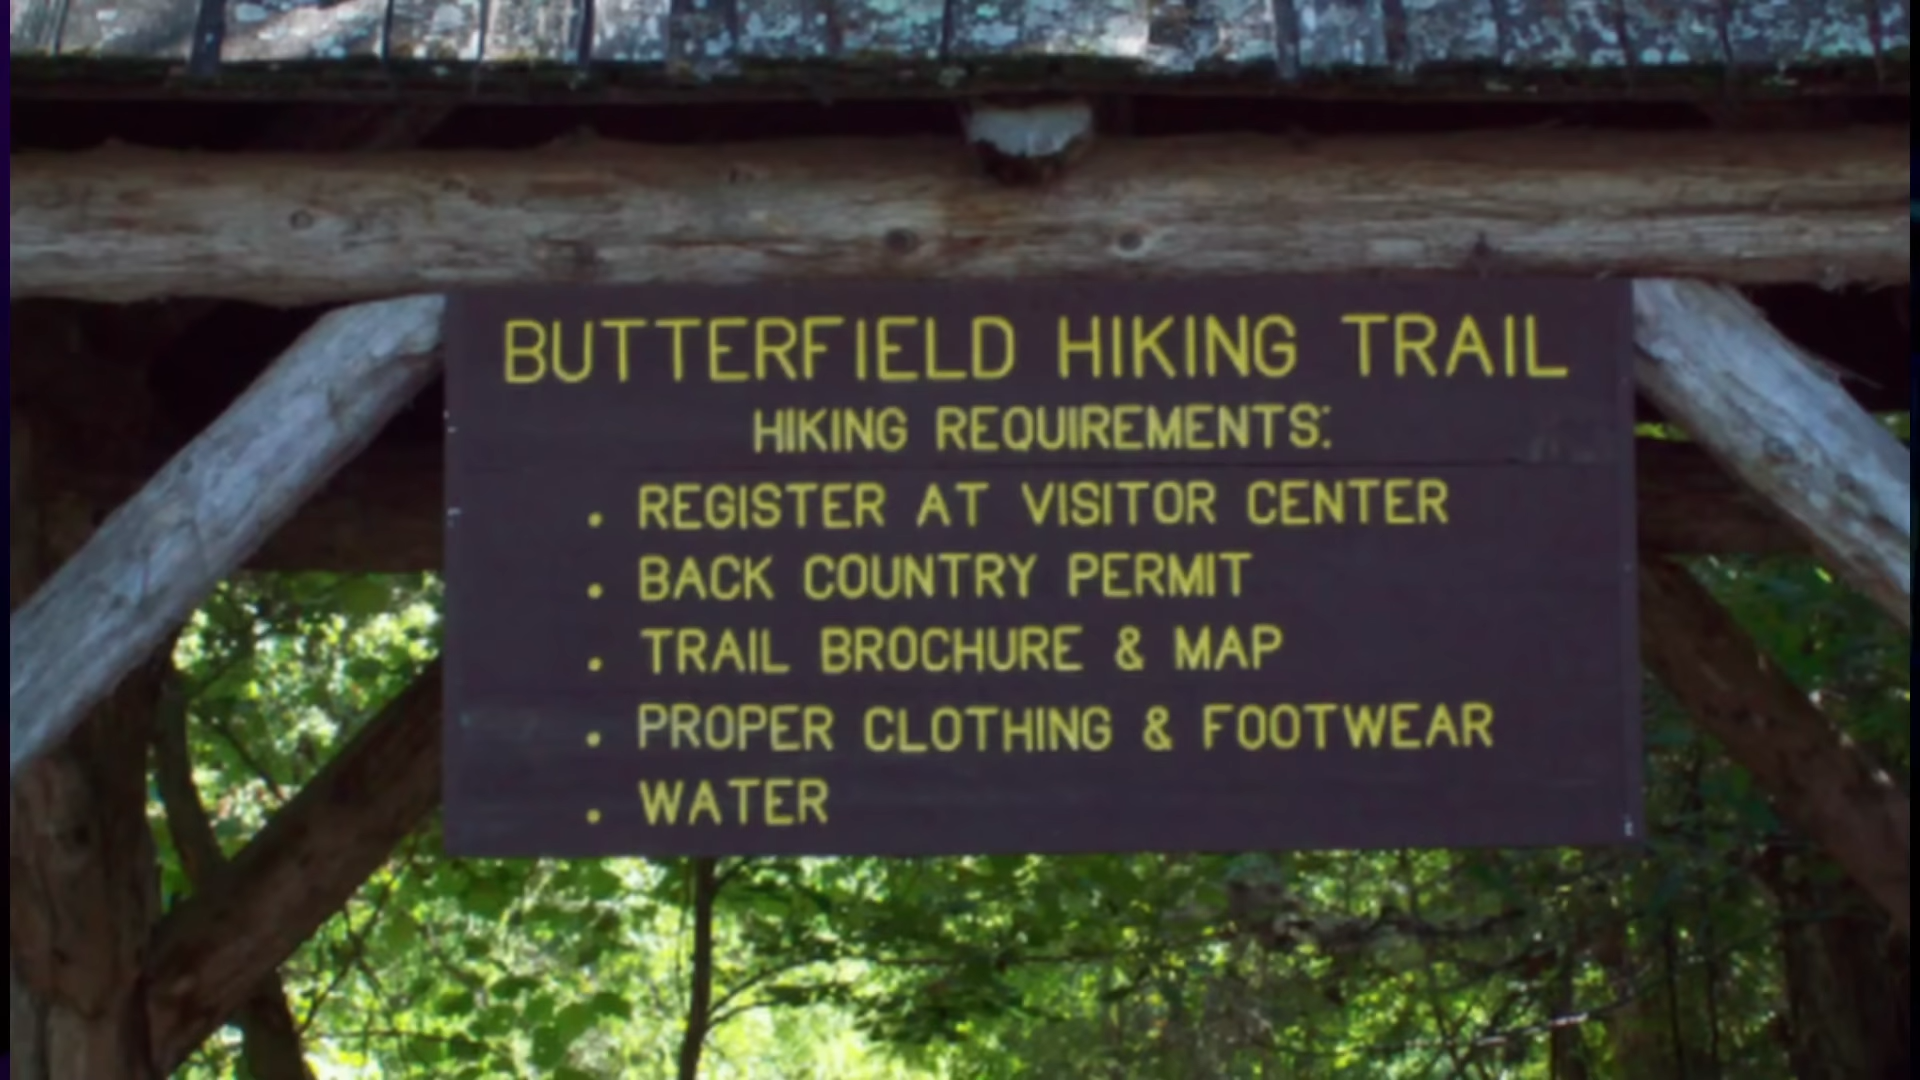 BUTTERFIELD HIKING TRAIL
HIKING REQUIREMENTS:
. REGISTER AT VISITOR CENTER
. BACK COUNTRY PERMIT
. TRAIL BROCHURE & MAP
. PROPER CLOTHING & FOOTWEAR
. WATER